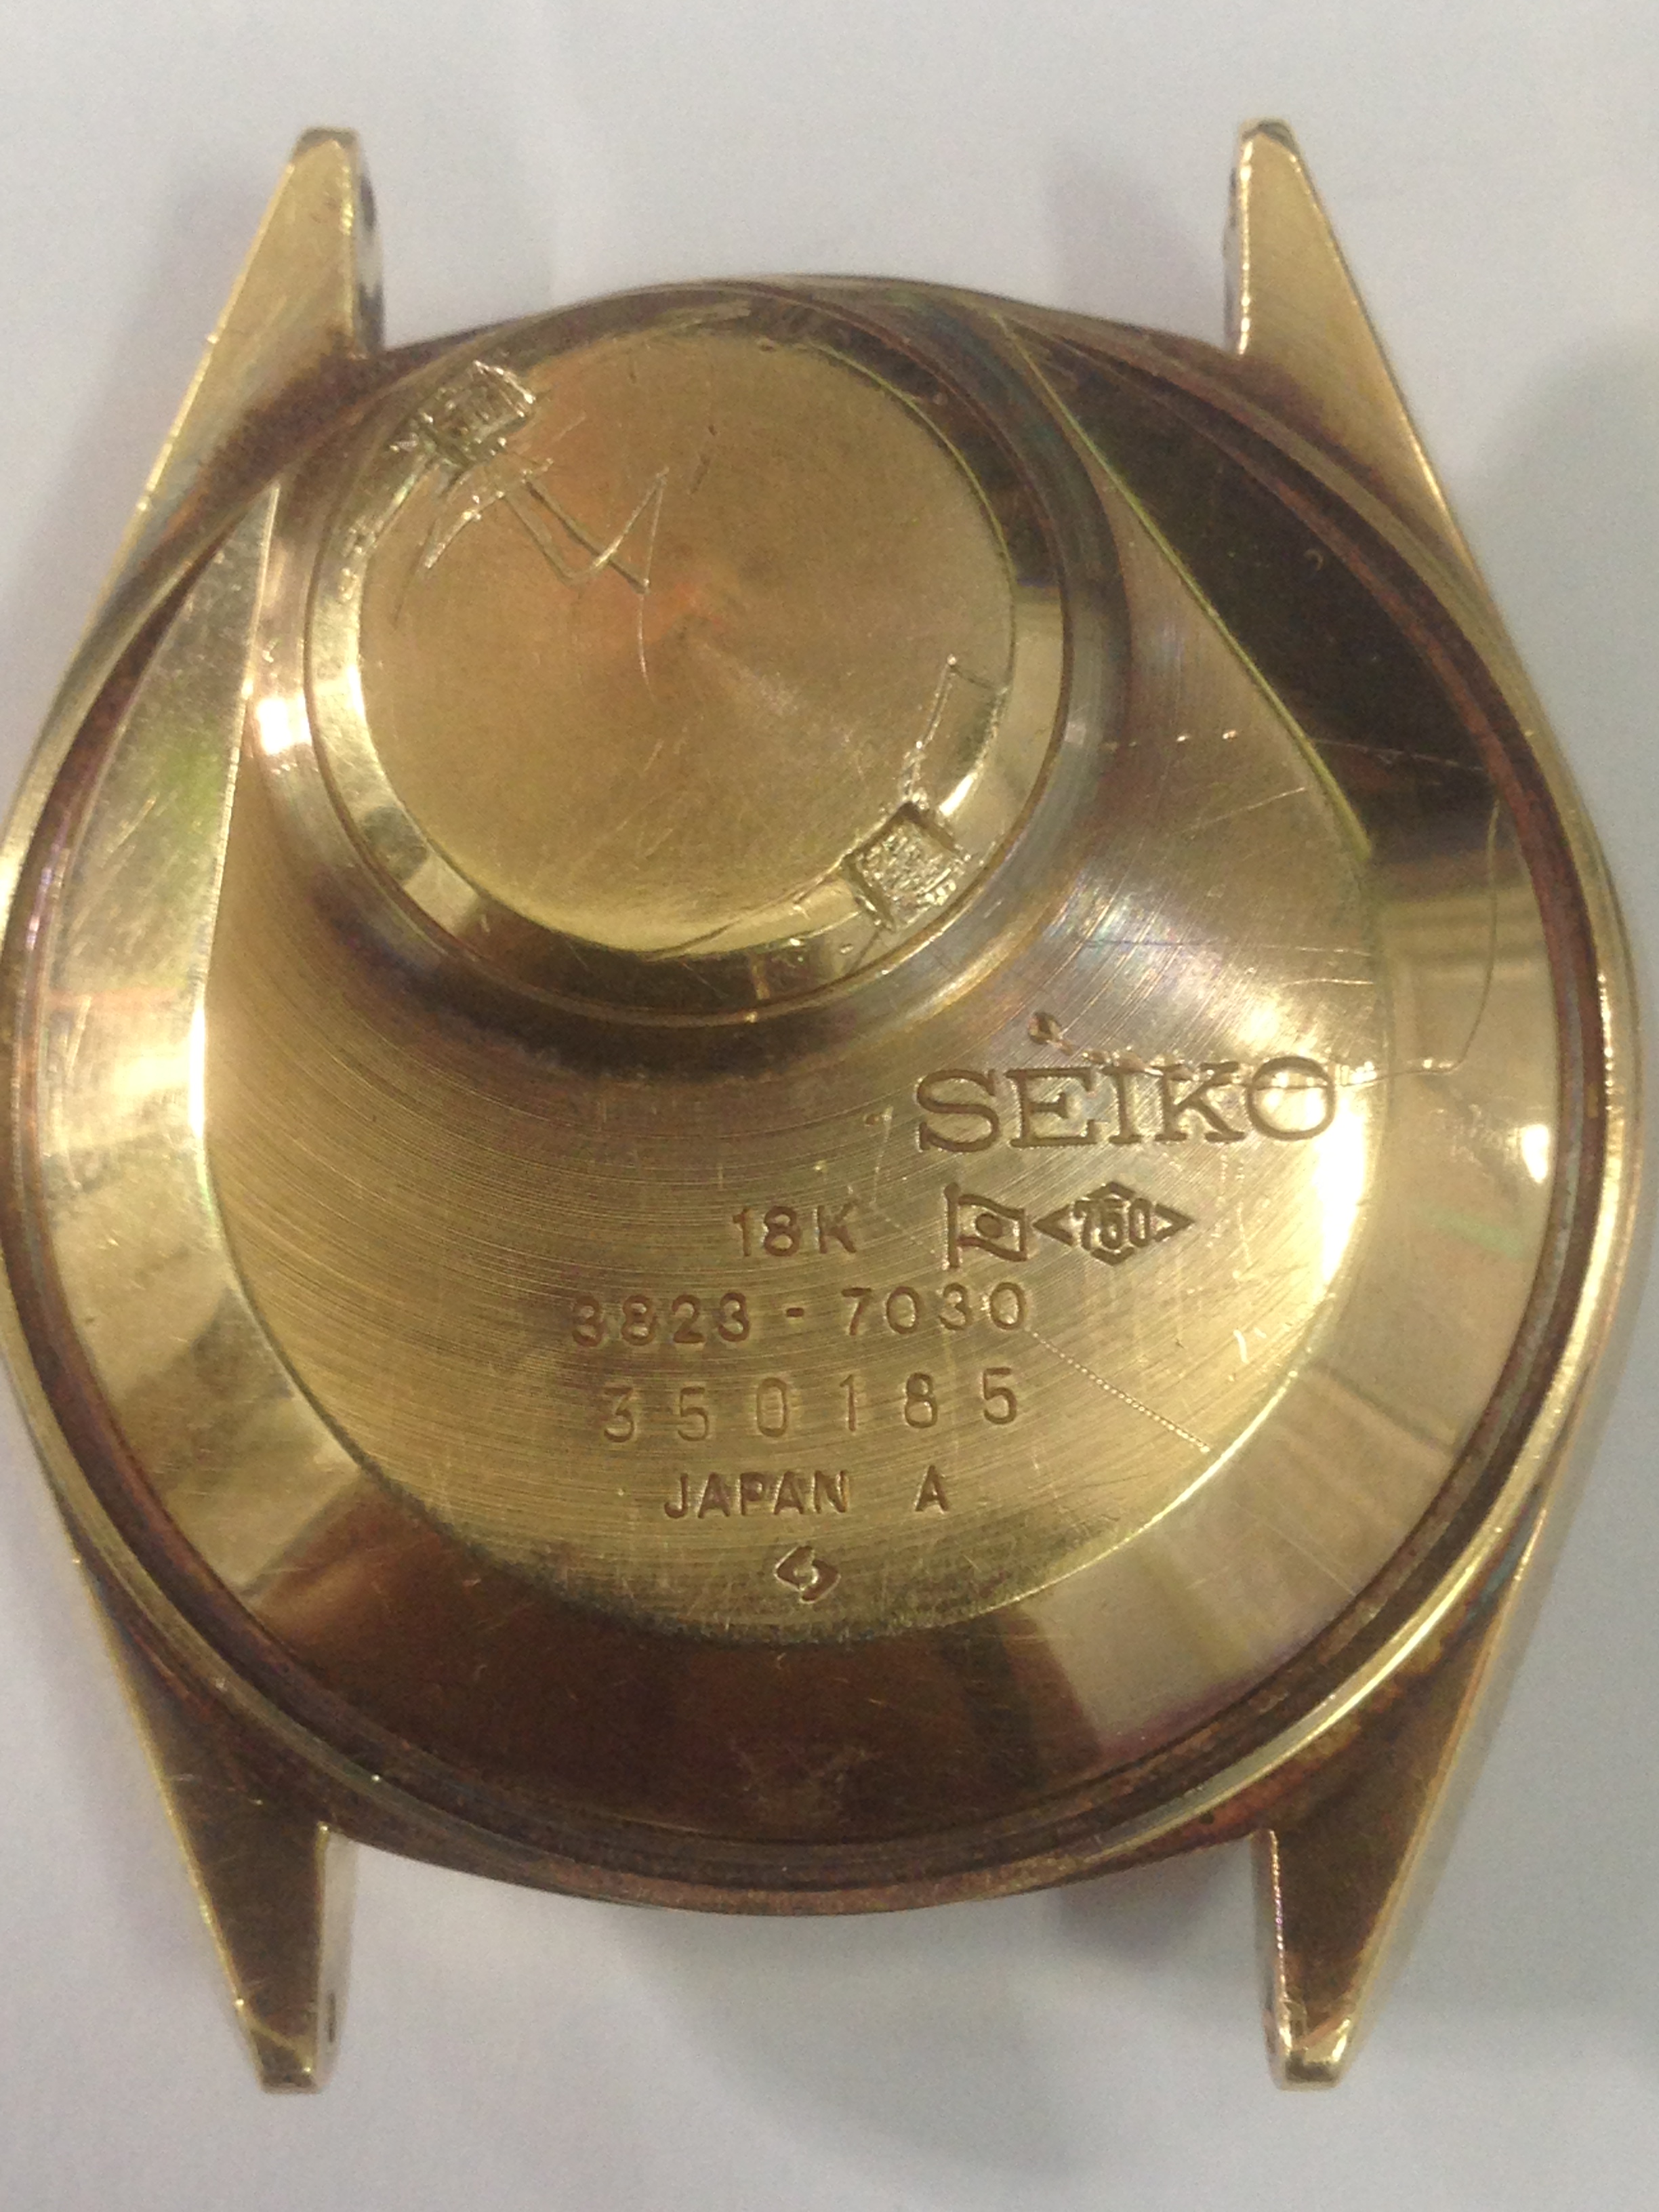 SEIKO
18K <750>
3823-7030
350185
JAPAN A